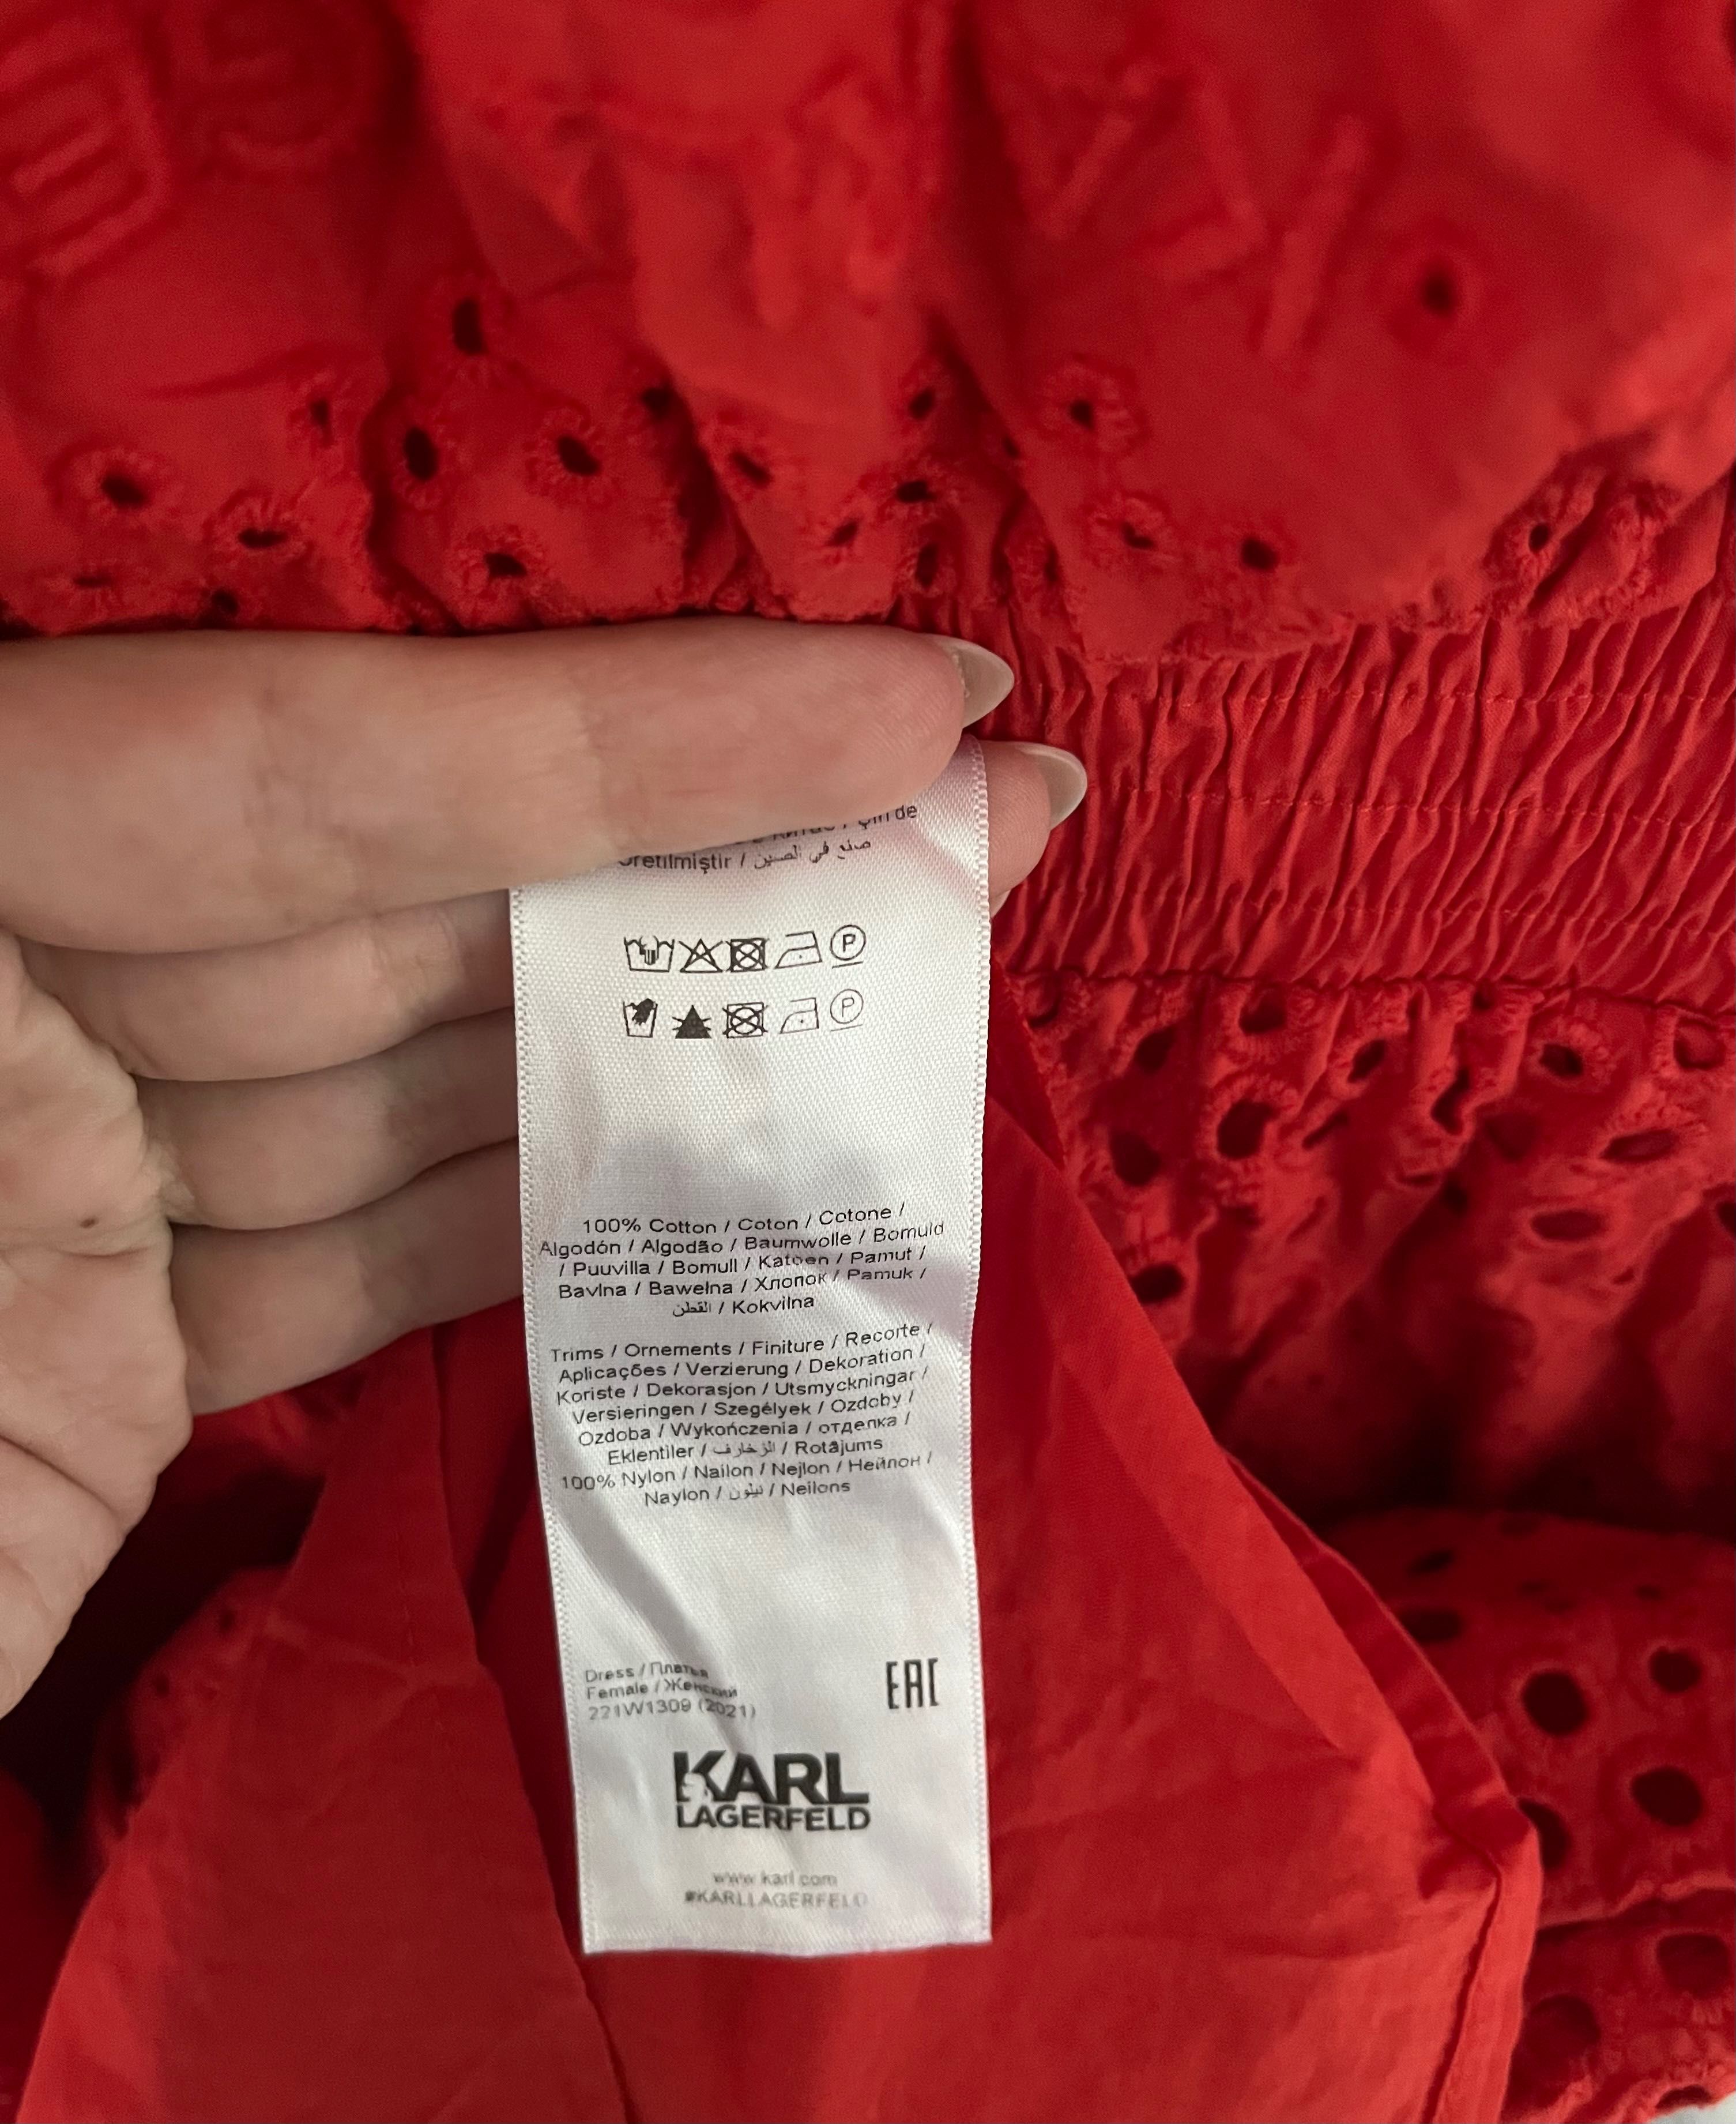 Çin de
üretilmiştir / صنع في الصين
P
P
100% Cotton / Coton / Cotone /
Algodón / Algodão / Baumwolle / Bomuld
/ Puuvilla / Bomull / Katoen / Pamut /
Bavlna / Bawełna / Хлопок / Pamuk /
القطن / Kokvilna
Trims / Ornements / Finiture / Recorte /
Aplicações / Verzierung / Dekoration /
Koriste / Dekorasjon / Utsmyckningar /
Versieringen / Szegélyek / Ozdoby /
Ozdoba / Wykończenia / отделка /
Eklentiler / الزخارف / Rotājums
100% Nylon / Nailon / Nejlon / Нейлон /
Naylon / نيلون / Neilons
Dress / Платья
Female / Женский
221W1309 (2021)
EAC
KARL
LAGERFELD
www.karl.com
#KARLLAGERFELD